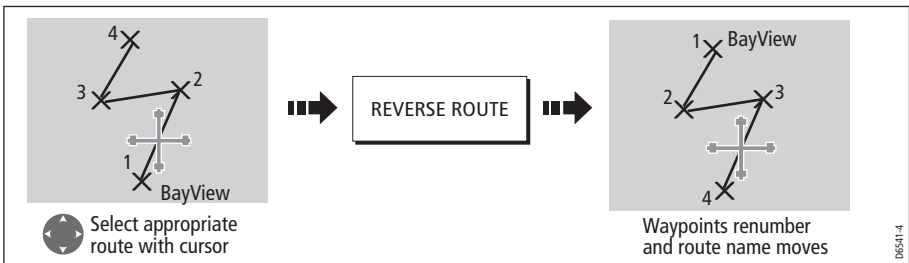 4
3
2
1
BayView
Select appropriate
route with cursor
REVERSE ROUTE
1 BayView
2
3
4
Waypoints renumber
and route name moves
D6541-4